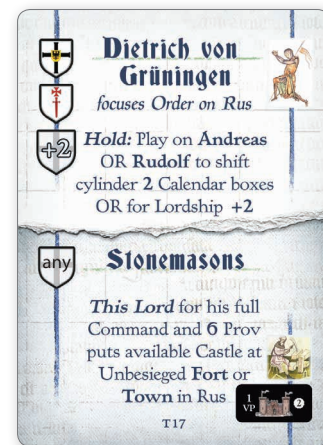 Dietrich von
Grüningen
focuses Order on Rus
+2
Hold: Play on Andreas
OR Rudolf to shift
cylinder 2 Calendar boxes
OR for Lordship +2
any
Stonemasons
This Lord for his full
Command and 6 Prov
puts available Castle at
Unbesieged Fort or
Town in Rus
1
VP
2
T17